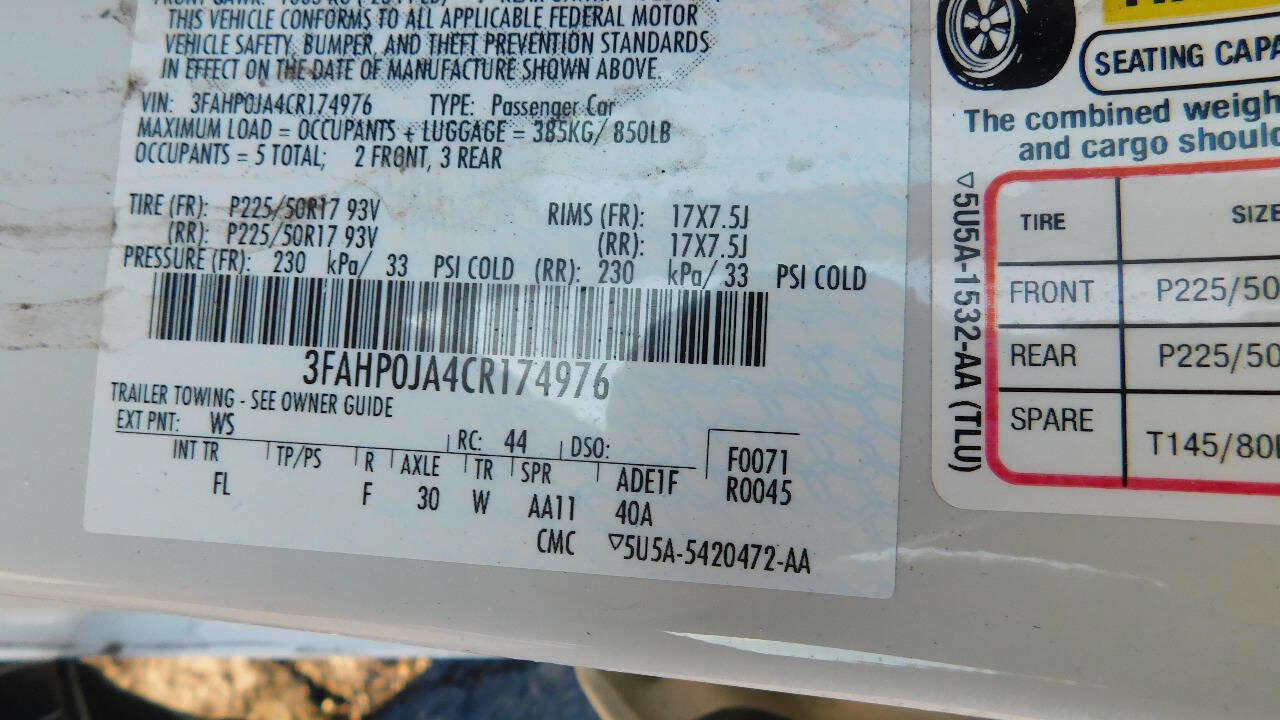 THIS VEHICLE CONFORMS TO ALL APPLICABLE FEDERAL MOTOR
VEHICLE SAFETY, BUMPER, AND THEFT PREVENTION STANDARDS
IN EFFECT ON THE DATE OF MANUFACTURE SHOWN ABOVE.
VIN: 3FAHP0JA4CR174976 TYPE: Passenger Car
MAXIMUM LOAD = OCCUPANTS + LUGGAGE = 385KG/ 850LB
OCCUPANTS = 5 TOTAL; 2 FRONT, 3 REAR
TIRE (FR): P225/50R17 93V RIMS (FR): 17X7.5J
(RR): P225/50R17 93V (RR): 17X7.5J
PRESSURE (FR): 230 kPa/ 33 PSI COLD (RR): 230 kPa/ 33 PSI COLD
3FAHP0JA4CR174976
TRAILER TOWING - SEE OWNER GUIDE
EXT PNT: WS RC: 44 DSO:
INT TR TP/PS R AXLE TR SPR ADE1F F0071
FL F 30 W AA11 40A R0045
CMC ▽5U5A-5420472-AA
SEATING CAPA
The combined weigh
and cargo should
▽5U5A-1532-AA (TLU)
TIRE SIZE
FRONT P225/50
REAR P225/50
SPARE T145/80